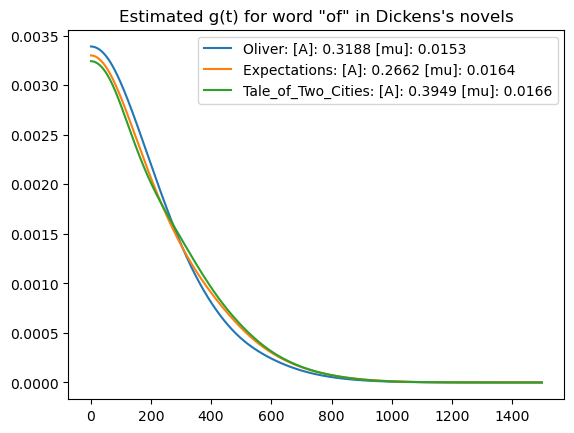 Estimated g(t) for word "of" in Dickens's novels
Oliver: [A]: 0.3188 [mu]: 0.0153
Expectations: [A]: 0.2662 [mu]: 0.0164
Tale_of_Two_Cities: [A]: 0.3949 [mu]: 0.0166
0.0035
0.0030
0.0025
0.0020
0.0015
0.0010
0.0005
0.0000
0 200 400 600 800 1000 1200 1400